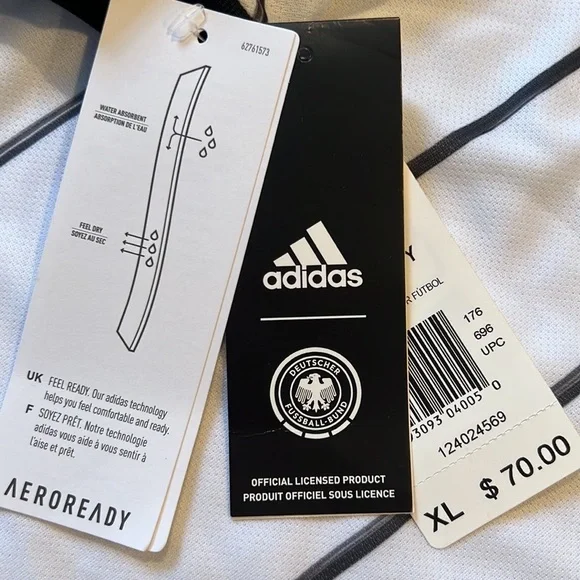 62761573
WATER ABSORBENT
ABSORPTION DE L'EAU
FEEL DRY
SOYEZ AU SEC
UK FEEL READY. Our adidas technology
helps you feel comfortable and ready.
F SOYEZ PRÊT. Notre technologie
adidas vous aide à vous sentir à
l'aise et prêt.
AEROREADY
adidas
DEUTSCHER
FUSSBALL-BUND
OFFICIAL LICENSED PRODUCT
PRODUIT OFFICIEL SOUS LICENCE
FÚTBOL
176
696
UPC
3093 04005 0
124024569
XL $ 70.00